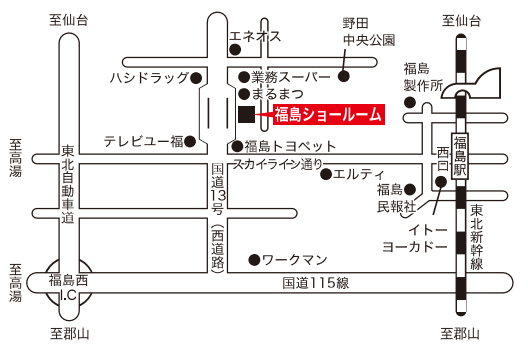 至仙台
至仙台
エネオス
野田
中央公園
ハシドラッグ
業務スーパー
まるまつ
福島
製作所
福島ショールーム
至高湯
テレビユー福島
福島トヨペット
スカイライン通り
東北自動車道
国道13号（西道路）
西口
福島駅
エルティ
福島
民報社
イトー
ヨーカドー
東北新幹線
ワークマン
至高湯
福島西
I.C
国道115線
至郡山
至郡山